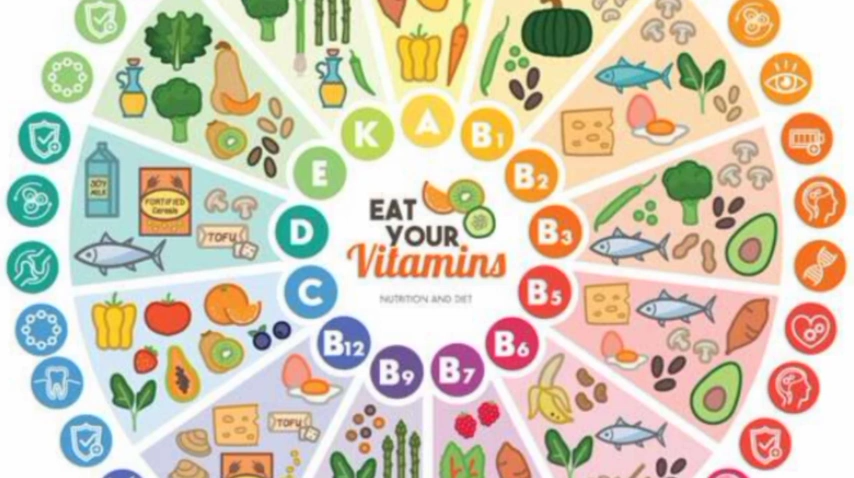 EAT
YOUR
Vitamins
NUTRITION AND DIET
A
B1
B2
B3
B5
B6
B7
B9
B12
C
D
E
K
SOY
MILK
FORTIFIED
Cereals
TOFU
TOFU